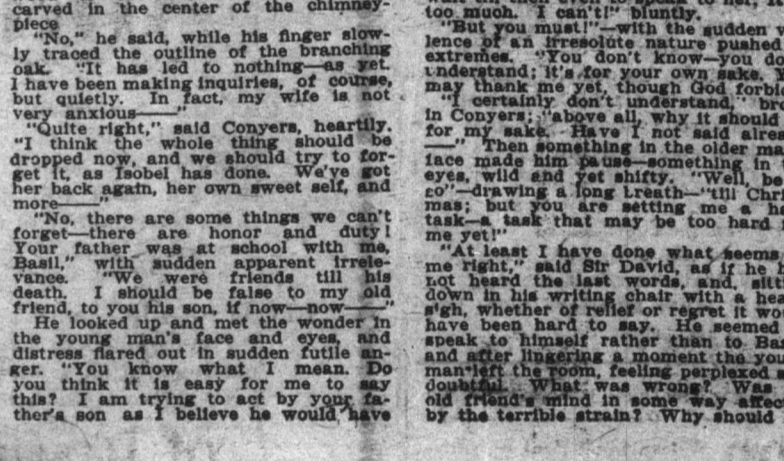 carved in the center of the chimney-
piece
"No," he said, while his finger slow-
ly traced the outline of the branching
oak. "It has led to nothing—as yet.
I have been making inquiries, of course,
but quietly. In fact, my wife is not
very anxious——"
"Quite right," said Conyers, heartily.
"I think the whole thing should be
dropped now, and we should try to for-
get it, as Isobel has done. We've got
her back again, her own sweet self, and
more——"
"No, there are some things we can't
forget—there are honor and duty!
Your father was at school with me,
Basil," with sudden apparent irrele-
vance. "We were friends till his
death. I should be false to my old
friend, to you his son, if now—now——"
He looked up and met the wonder in
the young man's face and eyes, and
distress flared out in sudden futile an-
ger. "You know what I mean. Do
you think it is easy for me to say
this? I am trying to act by your fa-
ther's son as I believe he would have
too much. I can't!" bluntly.
"But you must!"—with the sudden
lence of an irresolute nature pushed
extremes. "You don't know—you do
understand; it's for your own sake.
may thank me yet, though God forbi
"I certainly don't understand,"
in Conyers; "above all, why it should
for my sake. Have I not said alre
—" Then something in the older ma
face made him pause—something in
eyes, wild and yet shifty. "Well, be
so"—drawing a long breath—"till Chri
mas; but you are setting me a ha
task—a task that may be too hard
me yet!"
"At least I have done what seems
me right," said Sir David, as if he h
not heard the last words, and, sitt
down in his writing chair with a hea
sigh, whether of relief or regret it wo
have been hard to say. He seemed
speak to himself rather than to Bas
and after lingering a moment the yo
man left the room, feeling perplexed
doubtful. What was wrong? Was
old friend's mind in some way affec
by the terrible strain? Why should